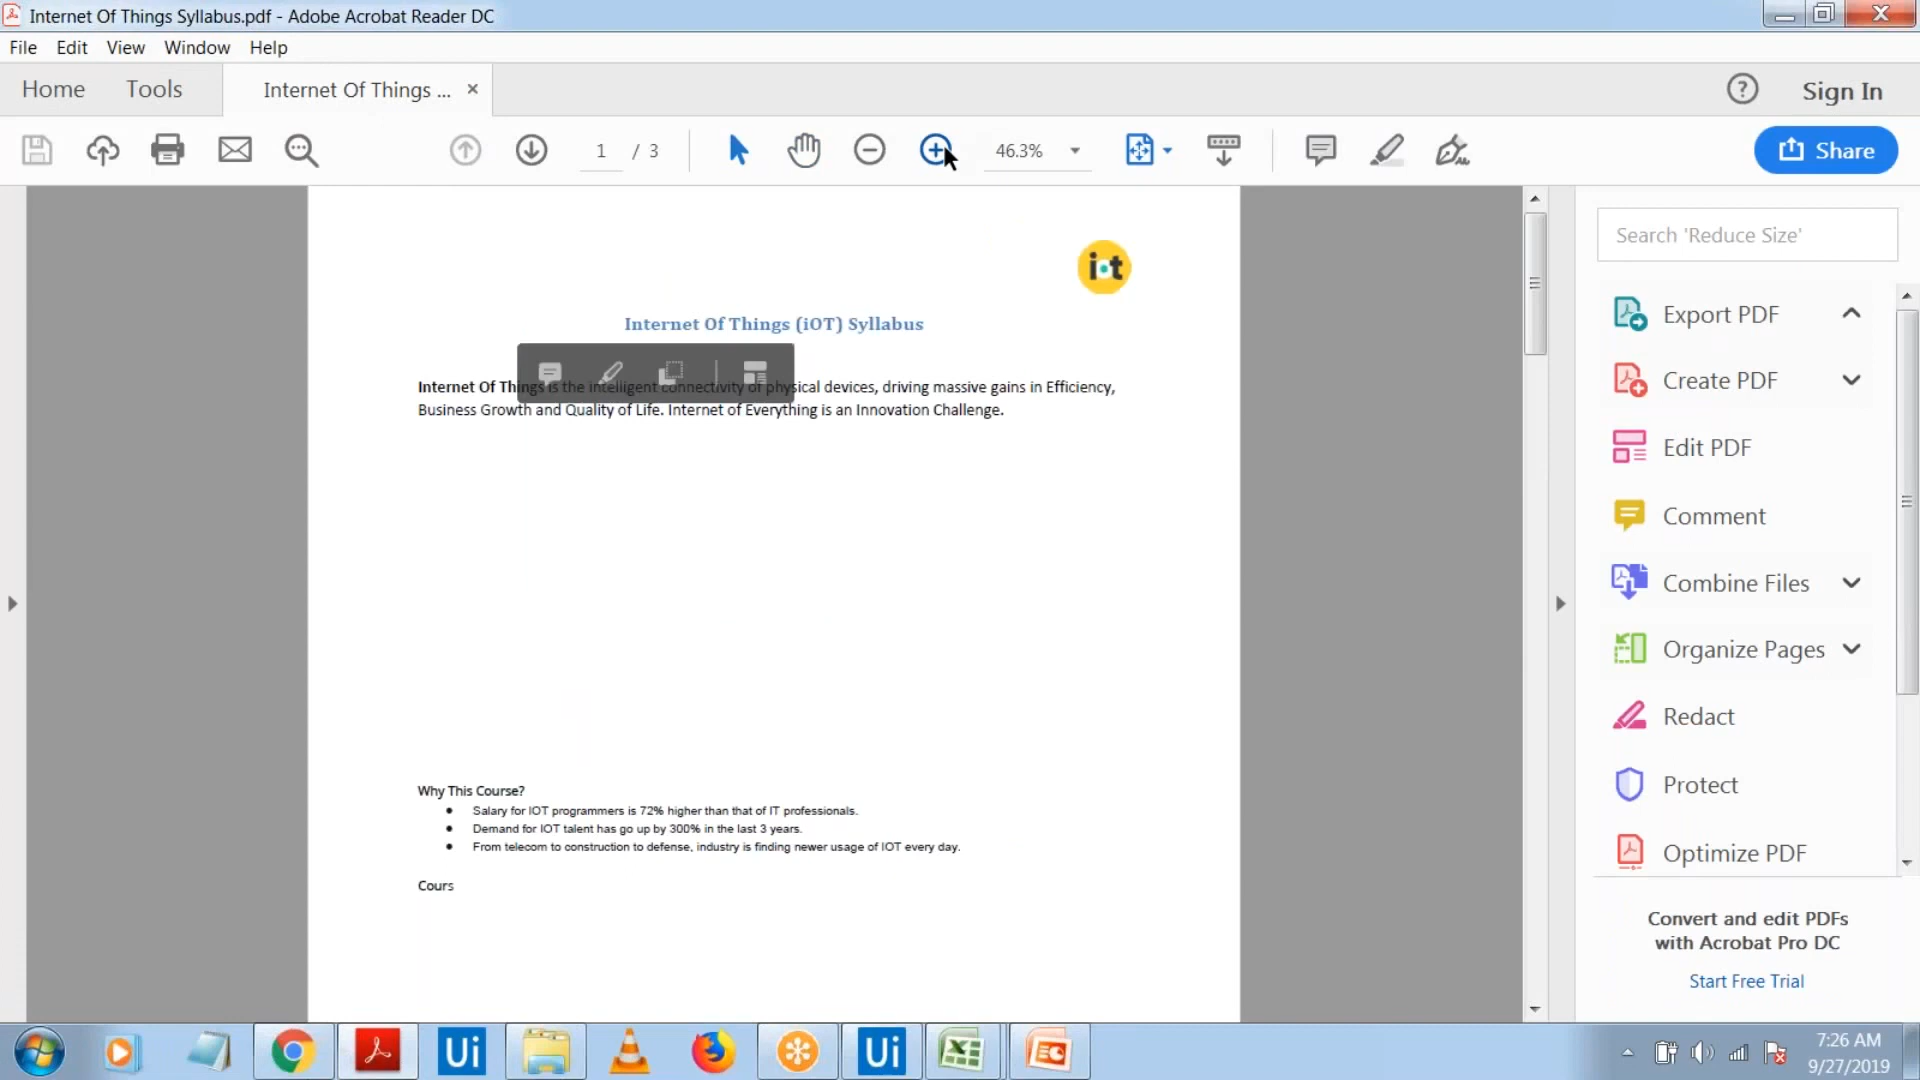 Internet Of Things Syllabus.pdf - Adobe Acrobat Reader DC
File Edit View Window Help
Home Tools Internet Of Things ... × ? Sign In
1 / 3 46.3% Share
iot
Internet Of Things (iOT) Syllabus
Internet Of Things is the intelligent connectivity of physical devices, driving massive gains in Efficiency,
Business Growth and Quality of Life. Internet of Everything is an Innovation Challenge.
Why This Course?
• Salary for IOT programmers is 72% higher than that of IT professionals.
• Demand for IOT talent has go up by 300% in the last 3 years.
• From telecom to construction to defense, industry is finding newer usage of IOT every day.
Cours
Search 'Reduce Size'
Export PDF
Create PDF
Edit PDF
Comment
Combine Files
Organize Pages
Redact
Protect
Optimize PDF
Convert and edit PDFs
with Acrobat Pro DC
Start Free Trial
Ui Ui
7:26 AM
9/27/2019